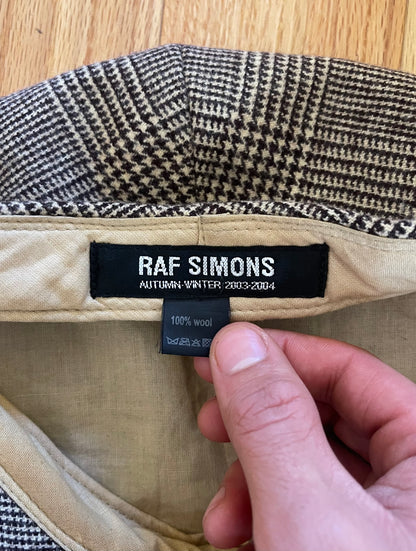 RAF SIMONS
AUTUMN-WINTER 2003-2004
100% wool